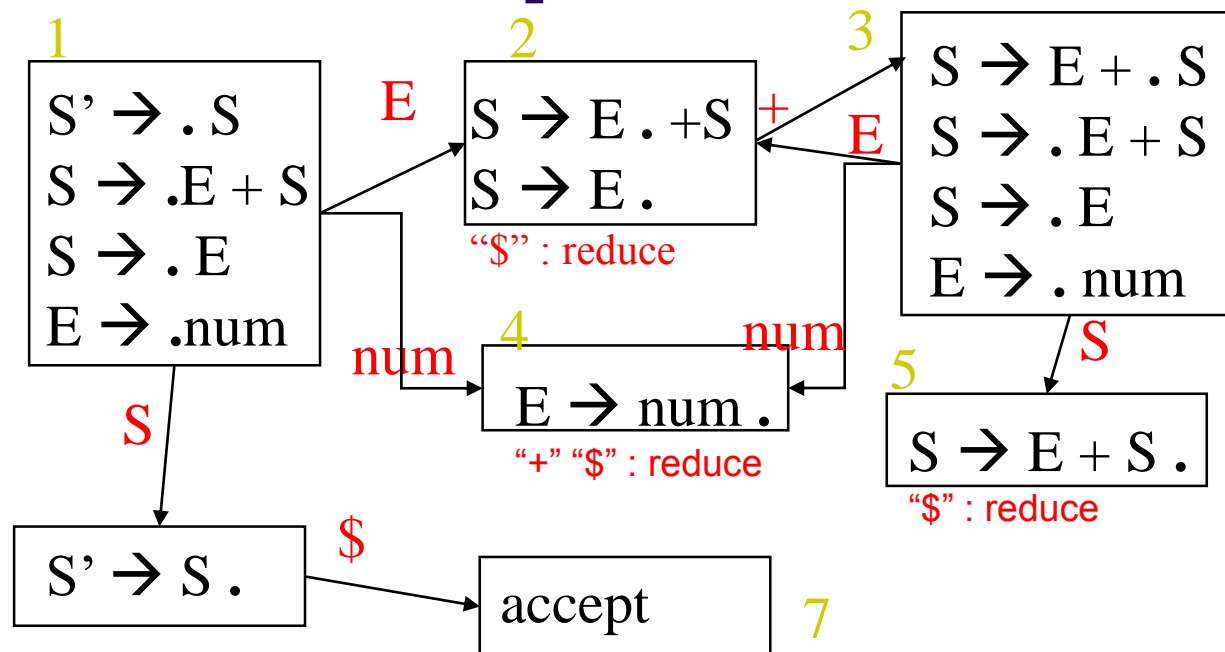 1
S’ → . S
S → .E + S
S → . E
E → .num
E
2
S → E . +S
S → E .
“$” : reduce
+
E
3
S → E + . S
S → . E + S
S → . E
E → . num
num
4
E → num .
“+” “$” : reduce
num
S
5
S → E + S .
“$” : reduce
S
S’ → S .
$
accept
7